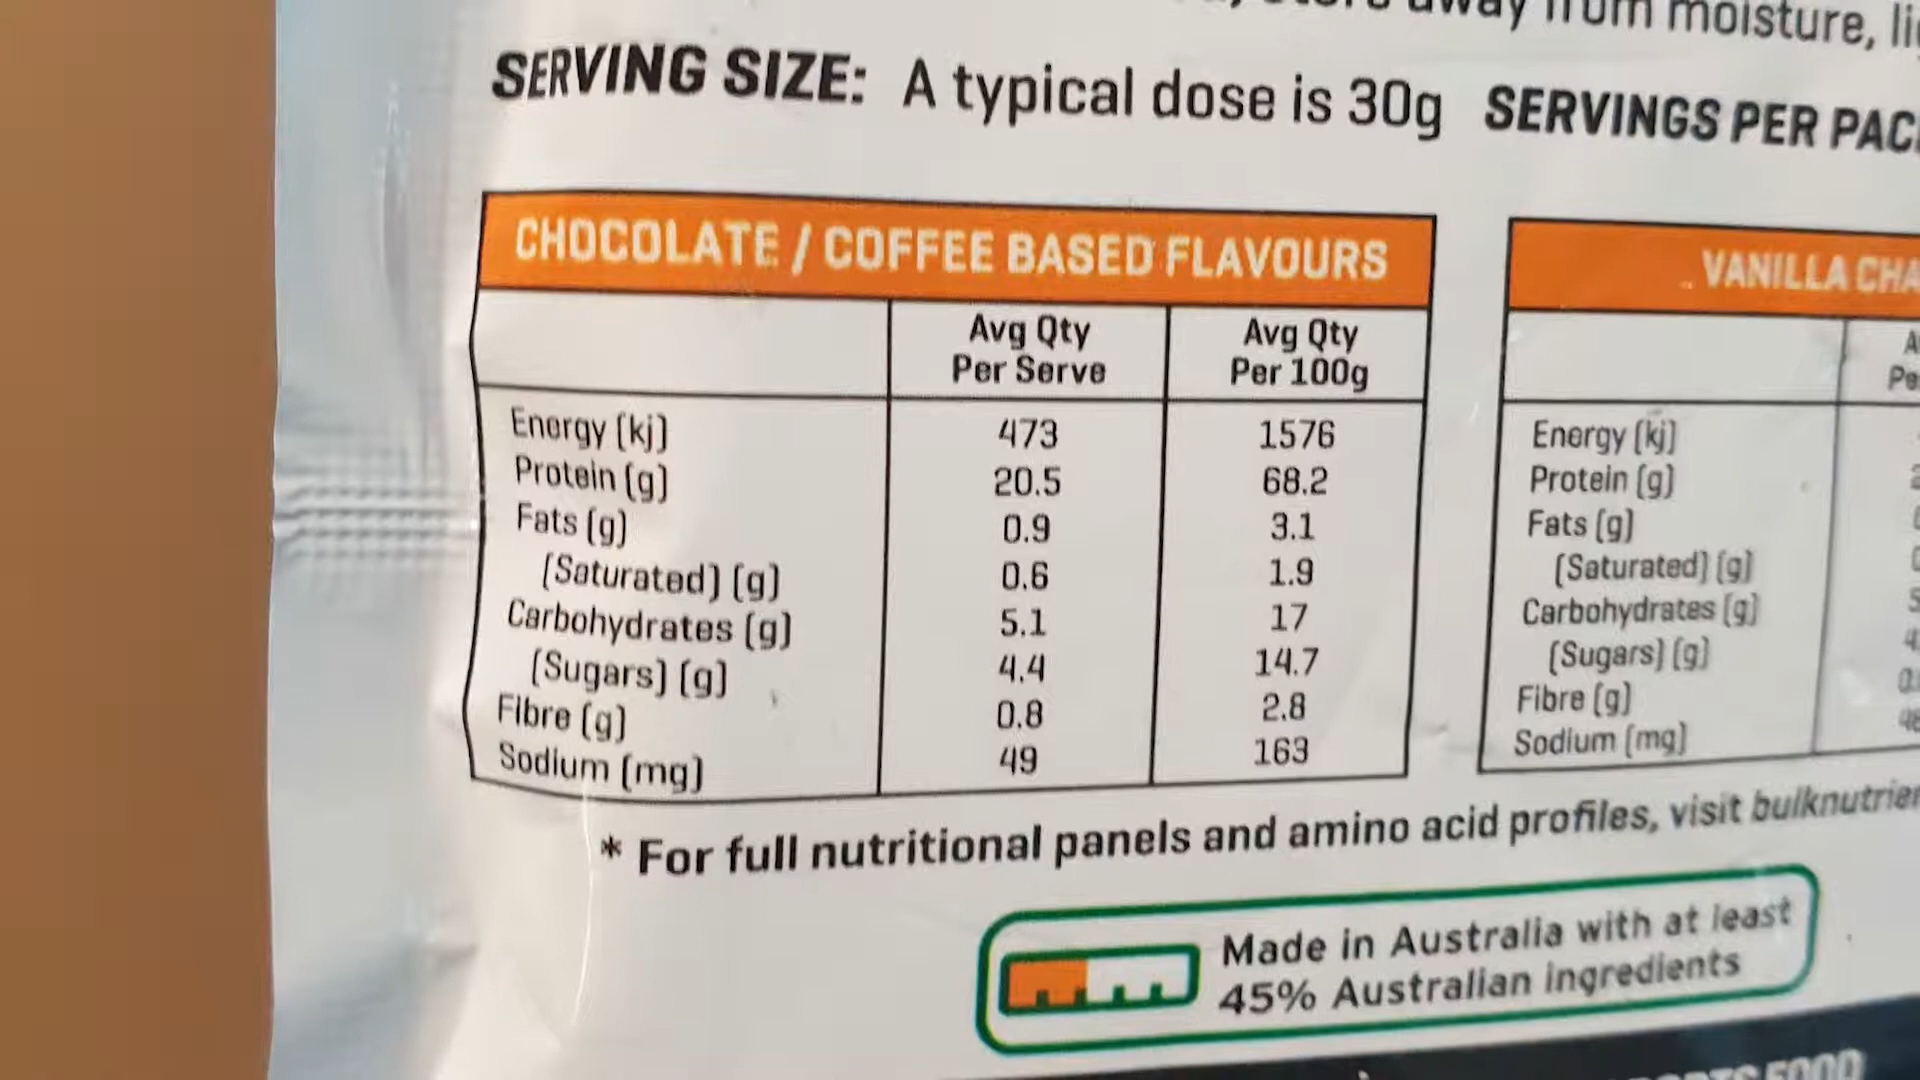 away from moisture,
SERVING SIZE: A typical dose is 30g SERVINGS PER
CHOCOLATE / COFFEE BASED FLAVOURS
Avg Qty Per Serve Avg Qty Per 100g
Energy (kj) 473 1576
Protein (g) 20.5 68.2
Fats (g) 0.9 3.1
(Saturated) (g) 0.6 1.9
Carbohydrates (g) 5.1 17
(Sugars) (g) 4.4 14.7
Fibre (g) 0.8 2.8
Sodium (mg) 49 163
VANILLA
Energy (kj)
Protein (g)
Fats (g)
(Saturated) (g)
Carbohydrates (g)
(Sugars) (g)
Fibre (g)
Sodium (mg)
* For full nutritional panels and amino acid profiles, visit
Made in Australia with at least
45% Australian ingredients
FOOD